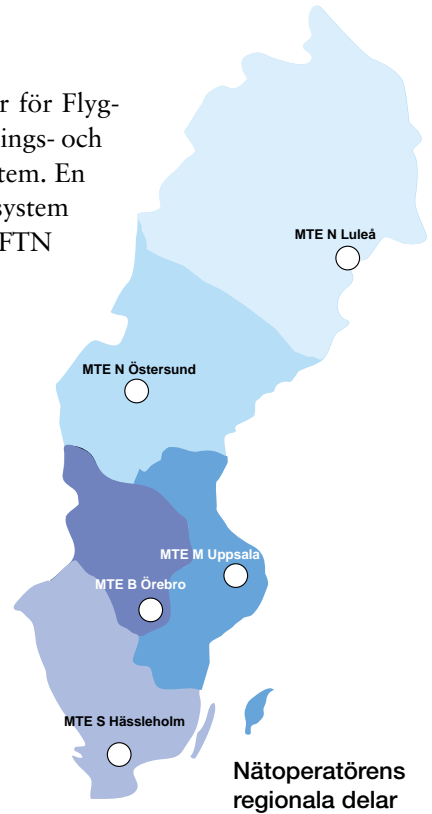 r för Flyg-
ings- och
tem. En
system
FTN
MTE N Luleå
MTE N Östersund
MTE M Uppsala
MTE B Örebro
MTE S Hässleholm
Nätoperatörens
regionala delar